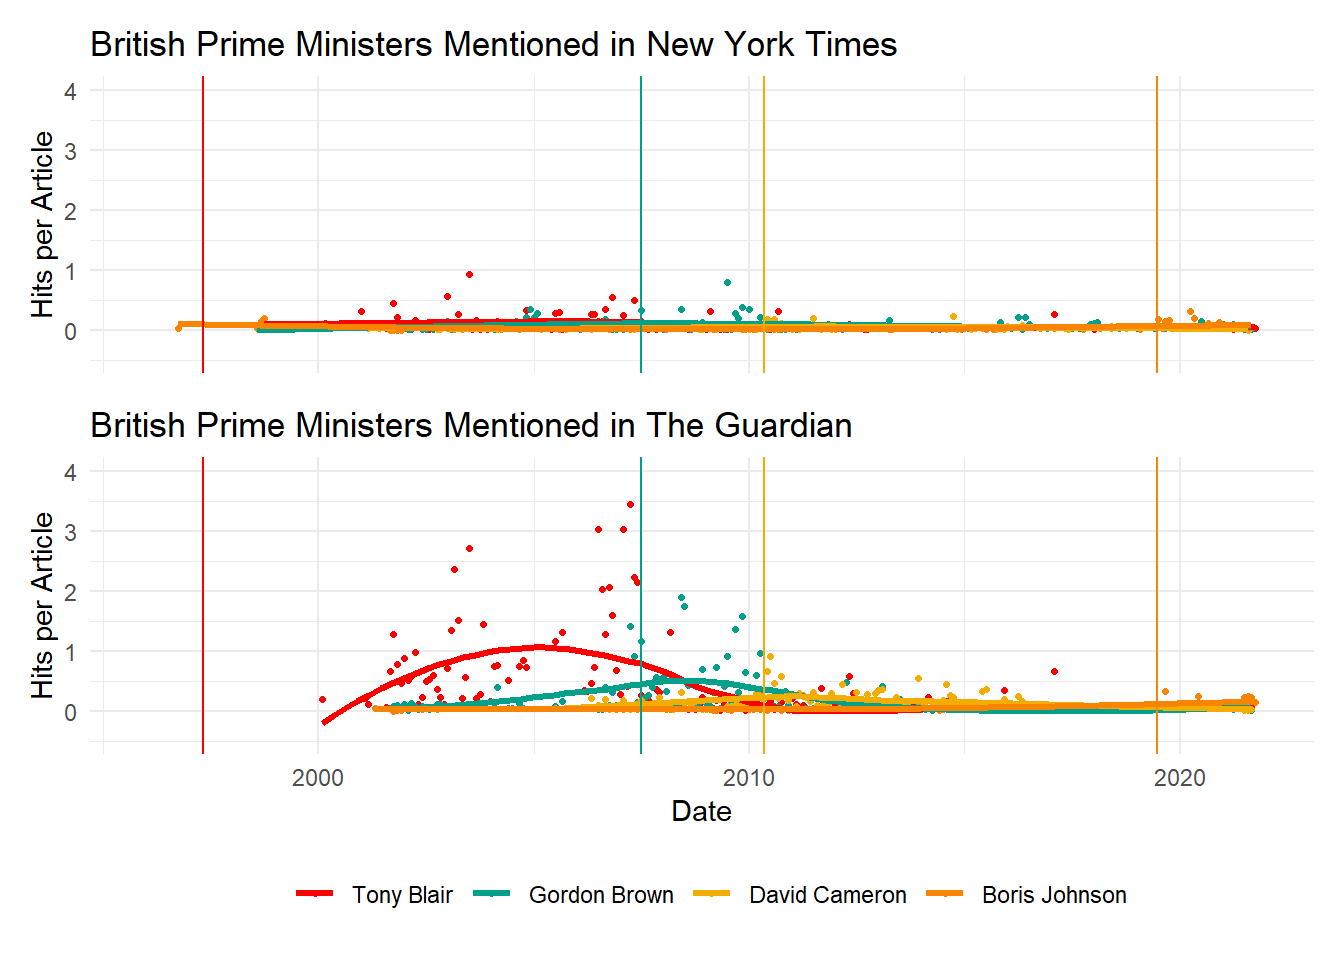 British Prime Ministers Mentioned in New York Times
4
3
2
1
0
Hits per Article
British Prime Ministers Mentioned in The Guardian
4
3
2
1
0
Hits per Article
2000 2010 2020
Date
Tony Blair Gordon Brown David Cameron Boris Johnson